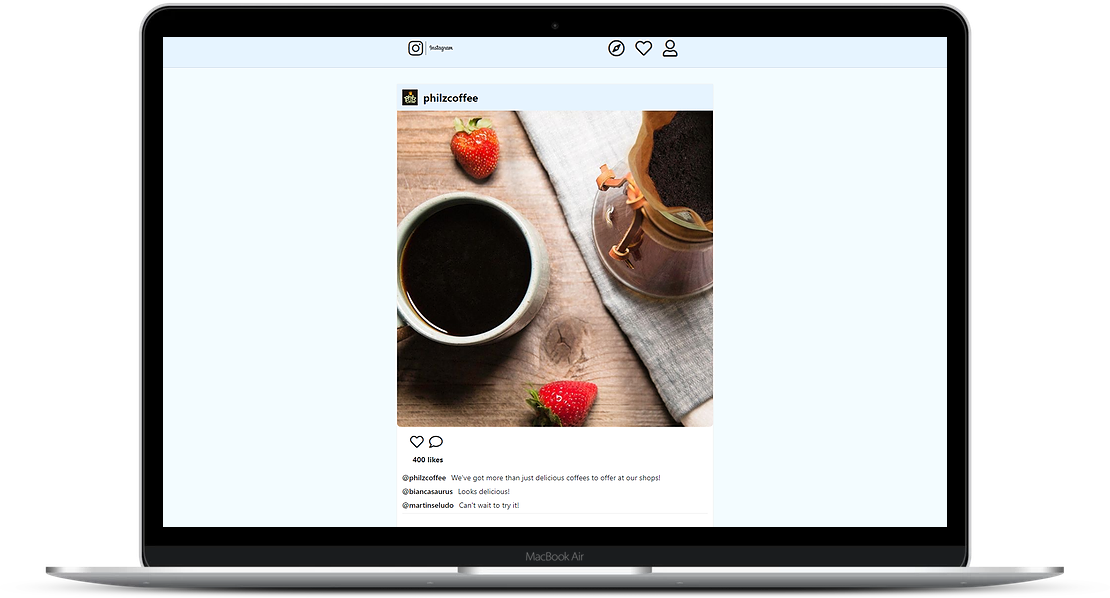 Instagram
philzcoffee
400 likes
@philzcoffee We've got more than just delicious coffees to offer at our shops!
@biancasaurus Looks delicious!
@martinseludo Can't wait to try it!
MacBook Air